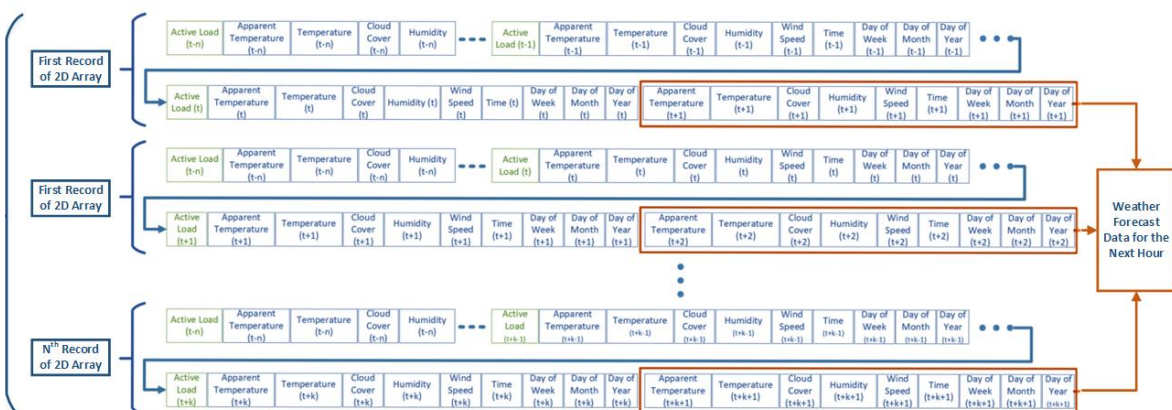 First Record
of 2D Array
Active Load
(t-n)
Apparent
Temperature
(t-n)
Temperature
(t-n)
Cloud
Cover
(t-n)
Humidity
(t-n)
Active
Load (t-1)
Apparent
Temperature
(t-1)
Temperature
(t-1)
Cloud
Cover
(t-1)
Humidity
(t-1)
Wind
Speed
(t-1)
Time
(t-1)
Day of
Week
(t-1)
Day of
Month
(t-1)
Day of
Year
(t-1)
Active
Load (t)
Apparent
Temperature
(t)
Temperature
(t)
Cloud
Cover
(t)
Humidity (t)
Wind
Speed
(t)
Time (t)
Day of
Week
(t)
Day of
Month
(t)
Day of
Year
(t)
Apparent
Temperature
(t+1)
Temperature
(t+1)
Cloud
Cover
(t+1)
Humidity
(t+1)
Wind
Speed
(t+1)
Time
(t+1)
Day of
Week
(t+1)
Day of
Month
(t+1)
Day of
Year
(t+1)
First Record
of 2D Array
Active Load
(t-n)
Apparent
Temperature
(t-n)
Temperature
(t-n)
Cloud
Cover
(t-n)
Humidity
(t-n)
Active
Load (t)
Apparent
Temperature
(t)
Temperature
(t)
Cloud
Cover
(t)
Humidity
(t)
Wind
Speed
(t)
Time
(t)
Day of
Week
(t)
Day of
Month
(t)
Day of
Year
(t)
Active
Load
(t+1)
Apparent
Temperature
(t+1)
Temperature
(t+1)
Cloud
Cover
(t+1)
Humidity
(t+1)
Wind
Speed
(t+1)
Time
(t+1)
Day of
Week
(t+1)
Day of
Month
(t+1)
Day of
Year
(t+1)
Apparent
Temperature
(t+2)
Temperature
(t+2)
Cloud
Cover
(t+2)
Humidity
(t+2)
Wind
Speed
(t+2)
Time
(t+2)
Day of
Week
(t+2)
Day of
Month
(t+2)
Day of
Year
(t+2)
Weather
Forecast
Data for the
Next Hour
Nth Record
of 2D Array
Active Load
(t-n)
Apparent
Temperature
(t-n)
Temperature
(t-n)
Cloud
Cover
(t-n)
Humidity
(t-n)
Active
Load
(t+k-1)
Apparent
Temperature
(t+k-1)
Temperature
(t+k-1)
Cloud
Cover
(t+k-1)
Humidity
(t+k-1)
Wind
Speed
(t+k-1)
Time
(t+k-1)
Day of
Week
(t+k-1)
Day of
Month
(t+k-1)
Day of
Year
(t+k-1)
Active
Load
(t+k)
Apparent
Temperature
(t+k)
Temperature
(t+k)
Cloud
Cover
(t+k)
Humidity
(t+k)
Wind
Speed
(t+k)
Time
(t+k)
Day of
Week
(t+k)
Day of
Month
(t+k)
Day of
Year
(t+k)
Apparent
Temperature
(t+k+1)
Temperature
(t+k+1)
Cloud
Cover
(t+k+1)
Humidity
(t+k+1)
Wind
Speed
(t+k+1)
Time
(t+k+1)
Day of
Week
(t+k+1)
Day of
Month
(t+k+1)
Day of
Year
(t+k+1)